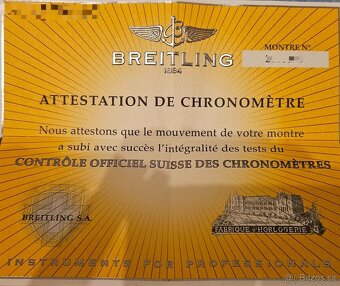 BREITLING
1884
MONTRE N°
ATTESTATION DE CHRONOMÈTRE
Nous attestons que le mouvement de votre montre
a subi avec succès l'intégralité des tests du
CONTRÔLE OFFICIEL SUISSE DES CHRONOMÈTRES
BREITLING S.A.
FABRIQUE D'HORLOGERIE
INSTRUMENTS FOR PROFESSIONALS